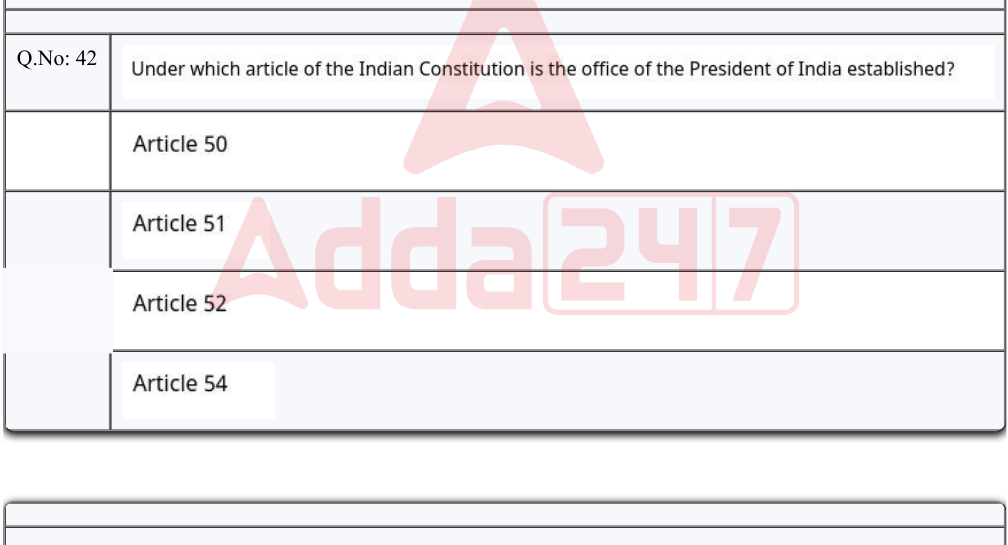 Q.No: 42
Under which article of the Indian Constitution is the office of the President of India established?
Article 50
Article 51
Article 52
Article 54
Adda247